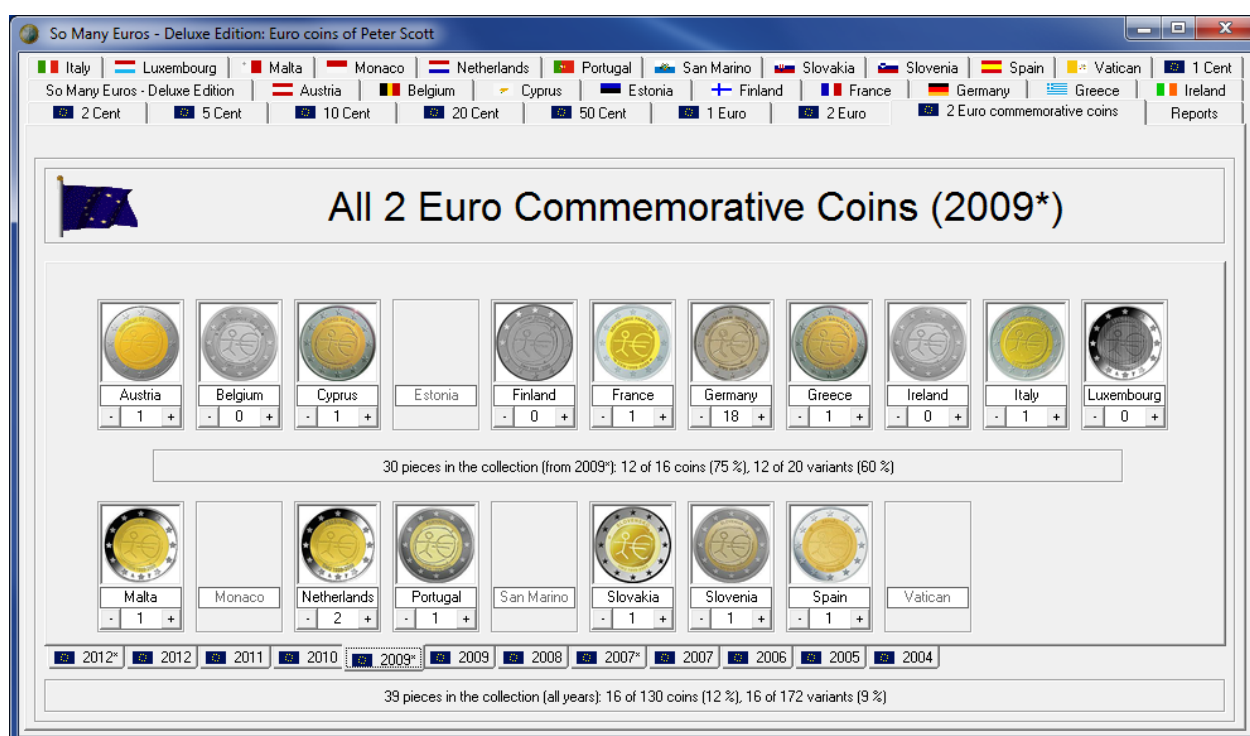 So Many Euros - Deluxe Edition: Euro coins of Peter Scott
Italy Luxembourg Malta Monaco Netherlands Portugal San Marino Slovakia Slovenia Spain Vatican 1 Cent
So Many Euros - Deluxe Edition Austria Belgium Cyprus Estonia Finland France Germany Greece Ireland
2 Cent 5 Cent 10 Cent 20 Cent 50 Cent 1 Euro 2 Euro 2 Euro commemorative coins Reports
All 2 Euro Commemorative Coins (2009*)
Austria Belgium Cyprus Estonia Finland France Germany Greece Ireland Italy Luxembourg
- 1 + - 0 + - 1 + - 0 + - 1 + - 18 + - 1 + - 0 + - 1 + - 0 +
30 pieces in the collection (from 2009*): 12 of 16 coins (75 %), 12 of 20 variants (60 %)
Malta Monaco Netherlands Portugal San Marino Slovakia Slovenia Spain Vatican
- 1 + - 2 + - 1 + - 1 + - 1 + - 1 +
2012* 2012 2011 2010 2009* 2009 2008 2007* 2007 2006 2005 2004
39 pieces in the collection (all years): 16 of 130 coins (12 %), 16 of 172 variants (9 %)